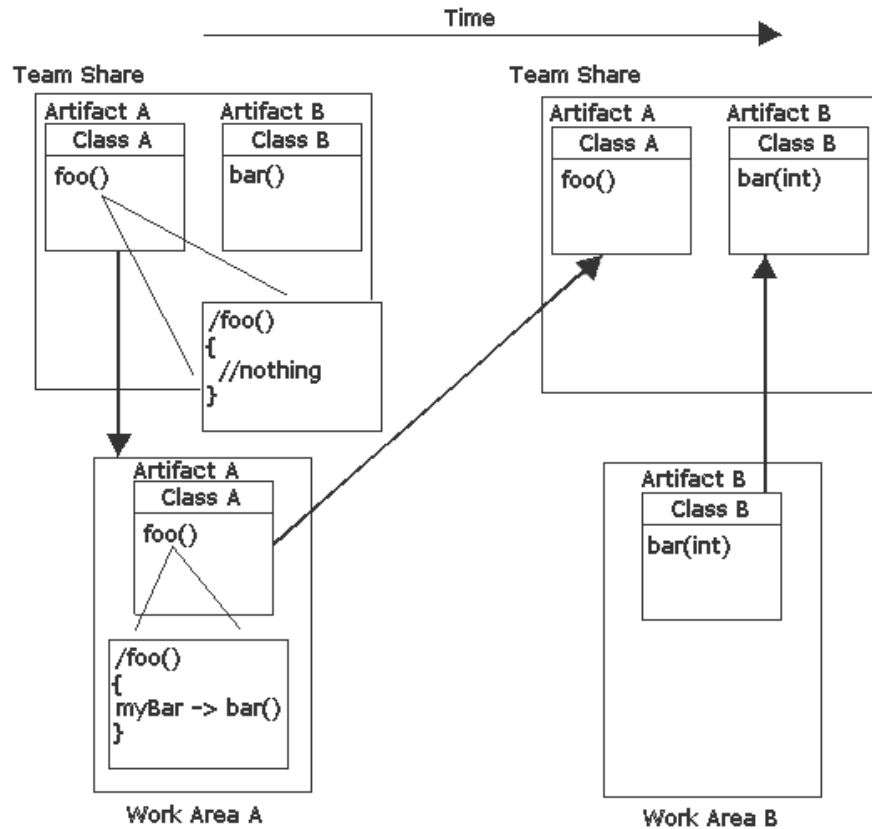 Time
Team Share
Artifact A
Artifact B
Class A
Class B
foo()
bar()
/foo()
{
//nothing
}
Artifact A
Class A
foo()
/foo()
{
myBar -> bar()
}
Work Area A
Team Share
Artifact A
Artifact B
Class A
Class B
foo()
bar(int)
Artifact B
Class B
bar(int)
Work Area B